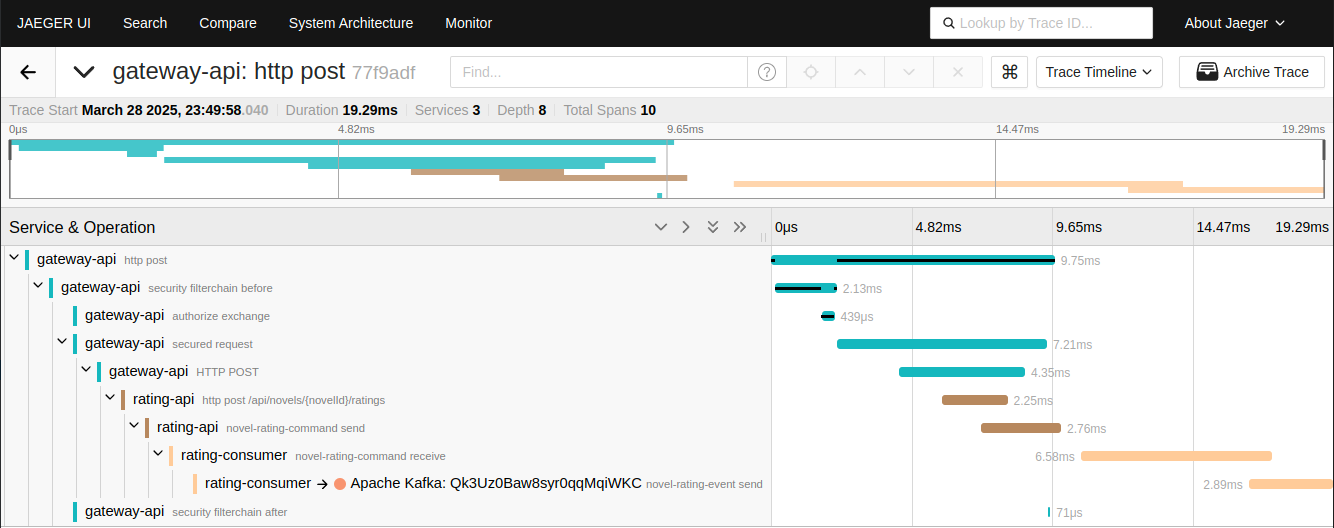 JAEGER UI Search Compare System Architecture Monitor Lookup by Trace ID... About Jaeger
gateway-api: http post 77f9adf Find... ? ⌘ Trace Timeline Archive Trace
Trace Start March 28 2025, 23:49:58.040 Duration 19.29ms Services 3 Depth 8 Total Spans 10
0μs 4.82ms 9.65ms 14.47ms 19.29ms
Service & Operation 0μs 4.82ms 9.65ms 14.47ms 19.29ms
gateway-api http post 9.75ms
gateway-api security filterchain before 2.13ms
gateway-api authorize exchange 439μs
gateway-api secured request 7.21ms
gateway-api HTTP POST 4.35ms
rating-api http post /api/novels/{novelId}/ratings 2.25ms
rating-api novel-rating-command send 2.76ms
rating-consumer novel-rating-command receive 6.58ms
rating-consumer → Apache Kafka: Qk3Uz0Baw8syr0qqMqiWKC novel-rating-event send 2.89ms
gateway-api security filterchain after 71μs